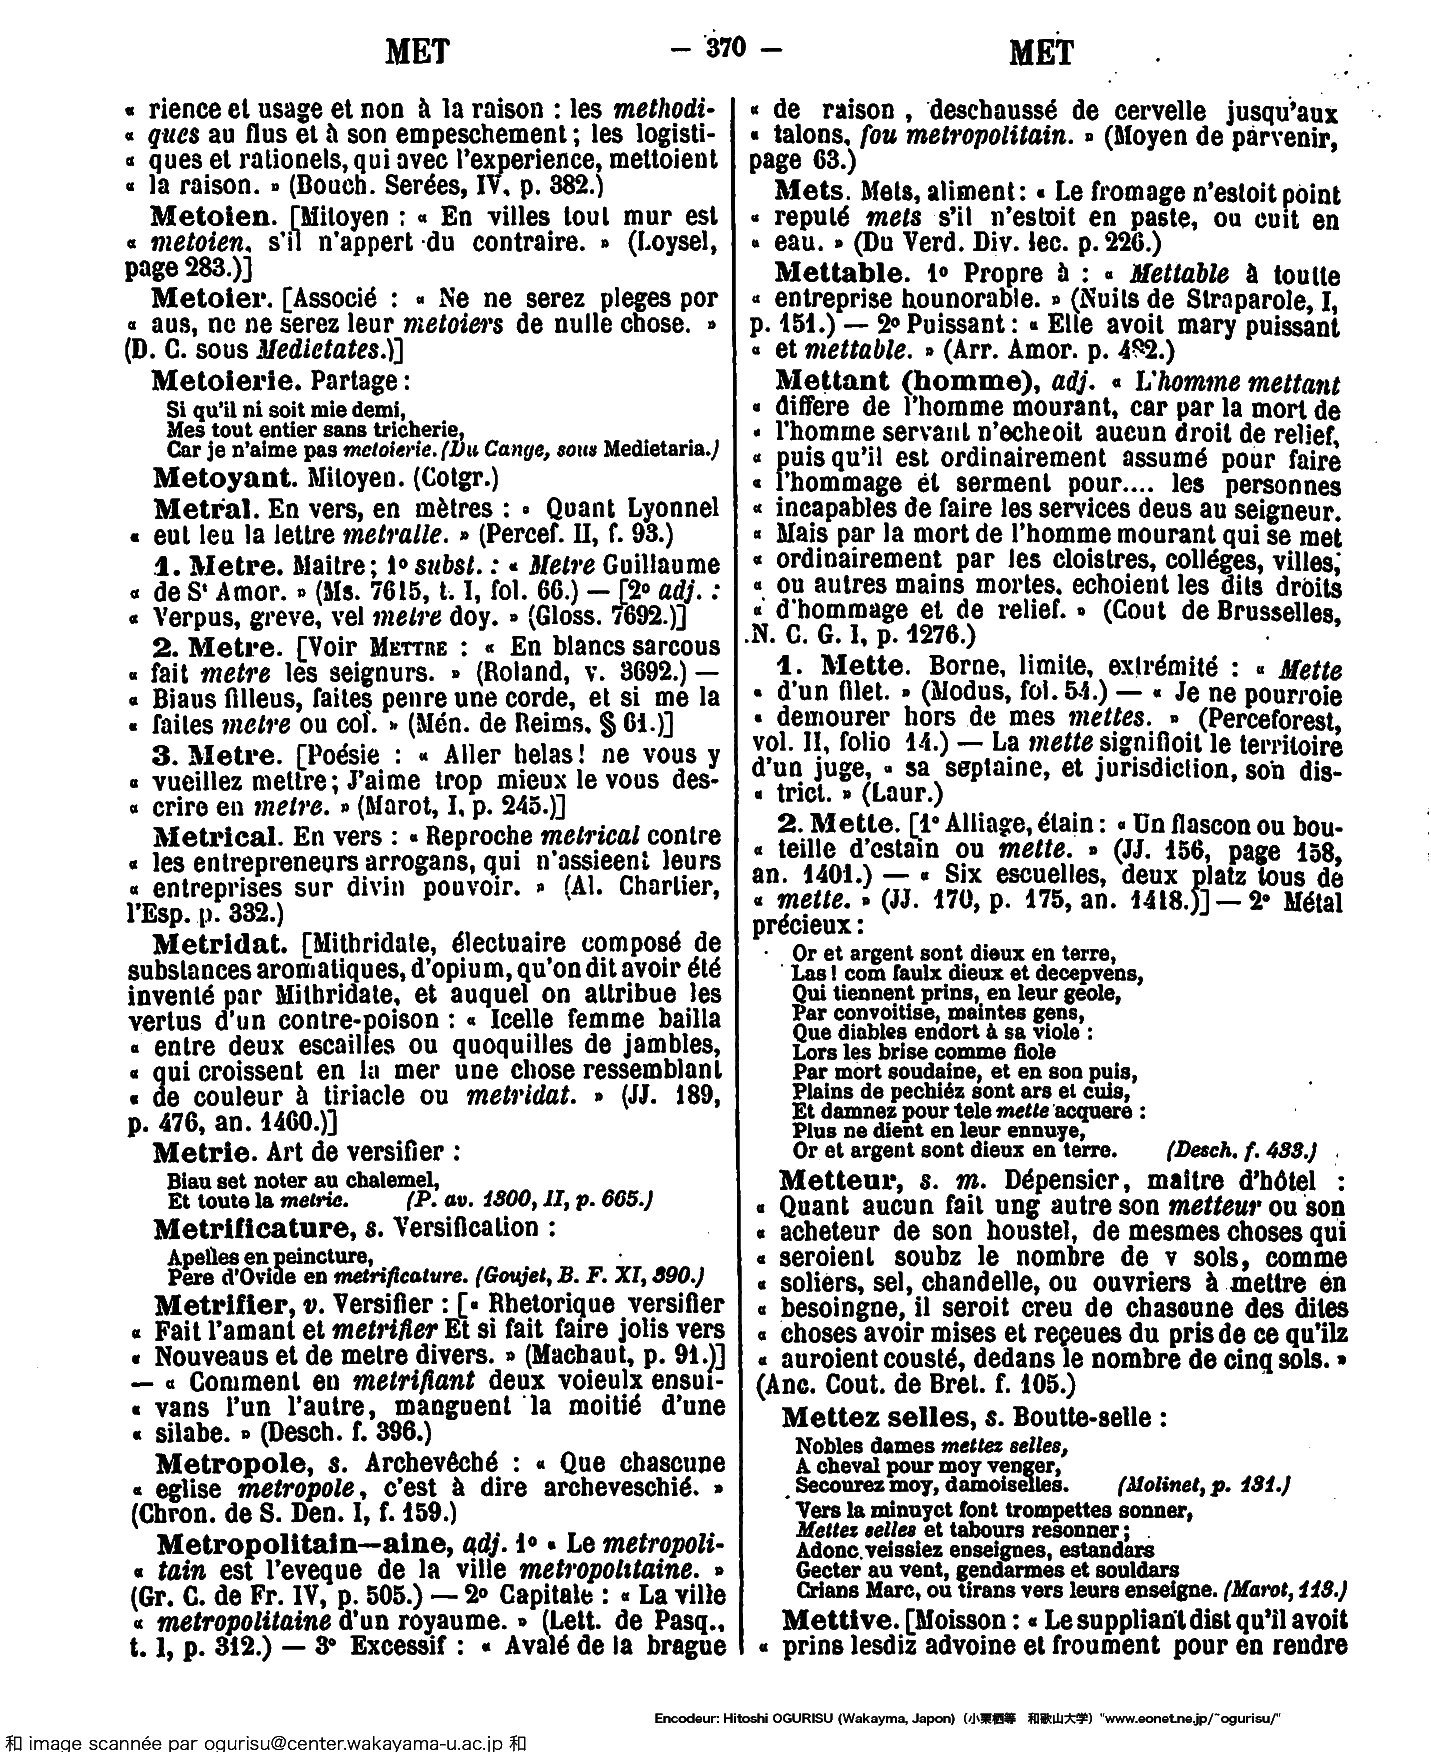 MET — 370 — MET
« rience et usage et non à la raison : les methodi-
« ques au flus et à son empeschement ; les logisti-
« ques et rationels, qui avec l'experience, mettoient
« la raison. » (Bouch. Serées, IV, p. 382.)
Metoien. [Mitoyen : « En villes tout mur est
« metoien, s'il n'appert du contraire. » (Loysel,
page 283.)]
Metoier. [Associé : « Ne ne serez pleges por
« aus, ne ne serez leur metoiers de nulle chose. »
(D. C. sous Medietates.)]
Metoierie. Partage :
Si qu'il ni soit mie demi,
Mes tout entier sans tricherie,
Car je n'aime pas metoierie. (Du Cange, sous Medietaria.)
Metoyant. Mitoyen. (Cotgr.)
Metral. En vers, en mètres : « Quant Lyonnel
« eut leu la lettre metralle. » (Percef. II, f. 93.)
1. Metre. Maitre ; 1o subst. : « Metre Guillaume
« de St Amor. » (Ms. 7615, t. I, fol. 66.) — [2o adj. :
« Verpus, greve, vel metre doy. » (Gloss. 7692.)]
2. Metre. [Voir METTRE : « En blancs sarcous
« fait metre les seignurs. » (Roland, v. 3692.) —
« Biaus filleus, faites penre une corde, et si me la
« faites metre ou col. » (Mén. de Reims, § 61.)]
3. Metre. [Poésie : « Aller helas ! ne vous y
« vueillez mettre ; J'aime trop mieux le vous des-
« crire en metre. » (Marot, I, p. 245.)]
Metrical. En vers : « Reproche metrical contre
« les entrepreneurs arrogans, qui n'assieent leurs
« entreprises sur divin pouvoir. » (Al. Chartier,
l'Esp. p. 332.)
Metridat. [Mithridate, électuaire composé de
substances aromatiques, d'opium, qu'on dit avoir été
inventé par Mithridate, et auquel on attribue les
vertus d'un contre-poison : « Icelle femme bailla
« entre deux escailles ou quoquilles de jambles,
« qui croissent en la mer une chose ressemblant
« de couleur à tiriacle ou metridat. » (JJ. 189,
p. 476, an. 1460.)]
Metrie. Art de versifier :
Biau set noter au chalemel,
Et toute la metrie. (P. av. 1300, II, p. 665.)
Metrificature, s. Versification :
Apelles en peincture,
Pere d'Ovide en metrificature. (Goujet, B. F. XI, 390.)
Metrifier, v. Versifier : [« Rhetorique versifier
« Fait l'amant et metrifier Et si fait faire jolis vers
« Nouveaus et de metre divers. » (Machaut, p. 91.)]
— « Comment en metrifiant deux voieulx ensui-
« vans l'un l'autre, manguent la moitié d'une
« silabe. » (Desch. f. 396.)
Metropole, s. Archevêché : « Que chascune
« eglise metropole, c'est à dire archeveschié. »
(Chron. de S. Den. I, f. 159.)
Metropolitain—aine, adj. 1o « Le metropoli-
« tain est l'eveque de la ville metropolitaine. »
(Gr. C. de Fr. IV, p. 505.) — 2o Capitale : « La ville
« metropolitaine d'un royaume. » (Lett. de Pasq.,
t. I, p. 312.) — 3o Excessif : « Avalé de la brague
« de raison, deschaussé de cervelle jusqu'aux
« talons, fou metropolitain. » (Moyen de parvenir,
page 63.)
Mets. Mets, aliment : « Le fromage n'estoit point
« reputé mets s'il n'estoit en paste, ou cuit en
« eau. » (Du Verd. Div. lec. p. 226.)
Mettable. 1o Propre à : « Mettable à toutte
« entreprise hounorable. » (Nuits de Straparole, I,
p. 151.) — 2o Puissant : « Elle avoit mary puissant
« et mettable. » (Arr. Amor. p. 
Mettant (homme), adj. « L'homme mettant
« differe de l'homme mourant, car par la mort de
« l'homme servant n'echeoit aucun droit de relief,
« puis qu'il est ordinairement assumé pour faire
« l'hommage et serment pour.... les personnes
« incapables de faire les services deus au seigneur.
« Mais par la mort de l'homme mourant qui se met
« ordinairement par les cloistres, colléges, villes,
« ou autres mains mortes, echoient les dits droits
« d'hommage et de relief. » (Cout de Brusselles,
N. C. G. I, p. 1276.)
1. Mette. Borne, limite, extrémité : « Mette
« d'un filet. » (Modus, fol. 54.) — « Je ne pourroie
« demourer hors de mes mettes. » (Perceforest,
vol. II, folio 14.) — La mette signifioit le territoire
d'un juge, « sa septaine, et jurisdiction, son dis-
« trict. » (Laur.)
2. Mette. [1o Alliage, étain : « Un flascon ou bou-
« teille d'estain ou mette. » (JJ. 156, page 158,
an. 1401.) — « Six escuelles, deux platz tous de
« mette. » (JJ. 170, p. 175, an. 1418.)] — 2o Métal
précieux :
Or et argent sont dieux en terre,
Las ! com faulx dieux et decepvens,
Qui tiennent prins, en leur geole,
Par convoitise, maintes gens,
Que diables endort à sa viole :
Lors les brise comme fiole
Par mort soudaine, et en son puis,
Plains de pechiéz sont ars et cuis,
Et damnez pour tele mette acquere :
Plus ne dient en leur ennuye,
Or et argent sont dieux en terre. (Desch. f. 433.)
Metteur, s. m. Dépensier, maitre d'hôtel :
« Quant aucun fait ung autre son metteur ou son
« acheteur de son houstel, de mesmes choses qui
« seroient soubz le nombre de v sols, comme
« soliers, sel, chandelle, ou ouvriers à mettre en
« besoingne, il seroit creu de chascune des dites
« choses avoir mises et reçeues du pris de ce qu'ilz
« auroient cousté, dedans le nombre de cinq sols. »
(Anc. Cout. de Bret. f. 105.)
Mettez selles, s. Boutte-selle :
Nobles dames mettez selles,
A cheval pour moy venger,
Secourez moy, damoiselles. (Molinet, p. 131.)
Vers la minuyct font trompettes sonner,
Mettez selles et tabours resonner ;
Adonc veissiez enseignes, estandars
Gecter au vent, gendarmes et souldars
Crians Marc, ou tirans vers leurs enseigne. (Marot, 113.)
Mettive. [Moisson : « Le suppliant dist qu'il avoit
« prins lesdiz advoine et froument pour en rendre
Encodeur: Hitoshi OGURISU (Wakayma, Japon) (小栗栖等 和歌山大学) "www.eonet.ne.jp/~ogurisu/"
和 image scannée par ogurisu@center.wakayama-u.ac.jp 和